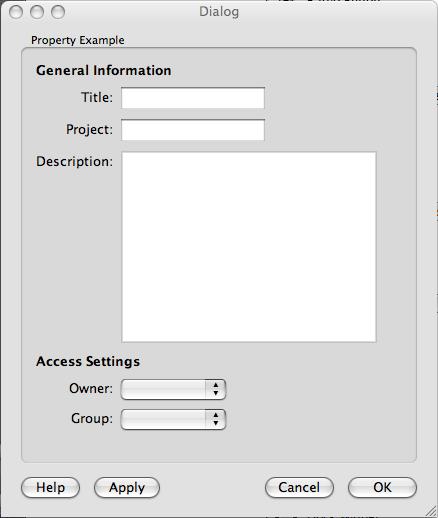 Dialog
Property Example
General Information
Title:
Project:
Description:
Access Settings
Owner:
Group:
Help Apply Cancel OK